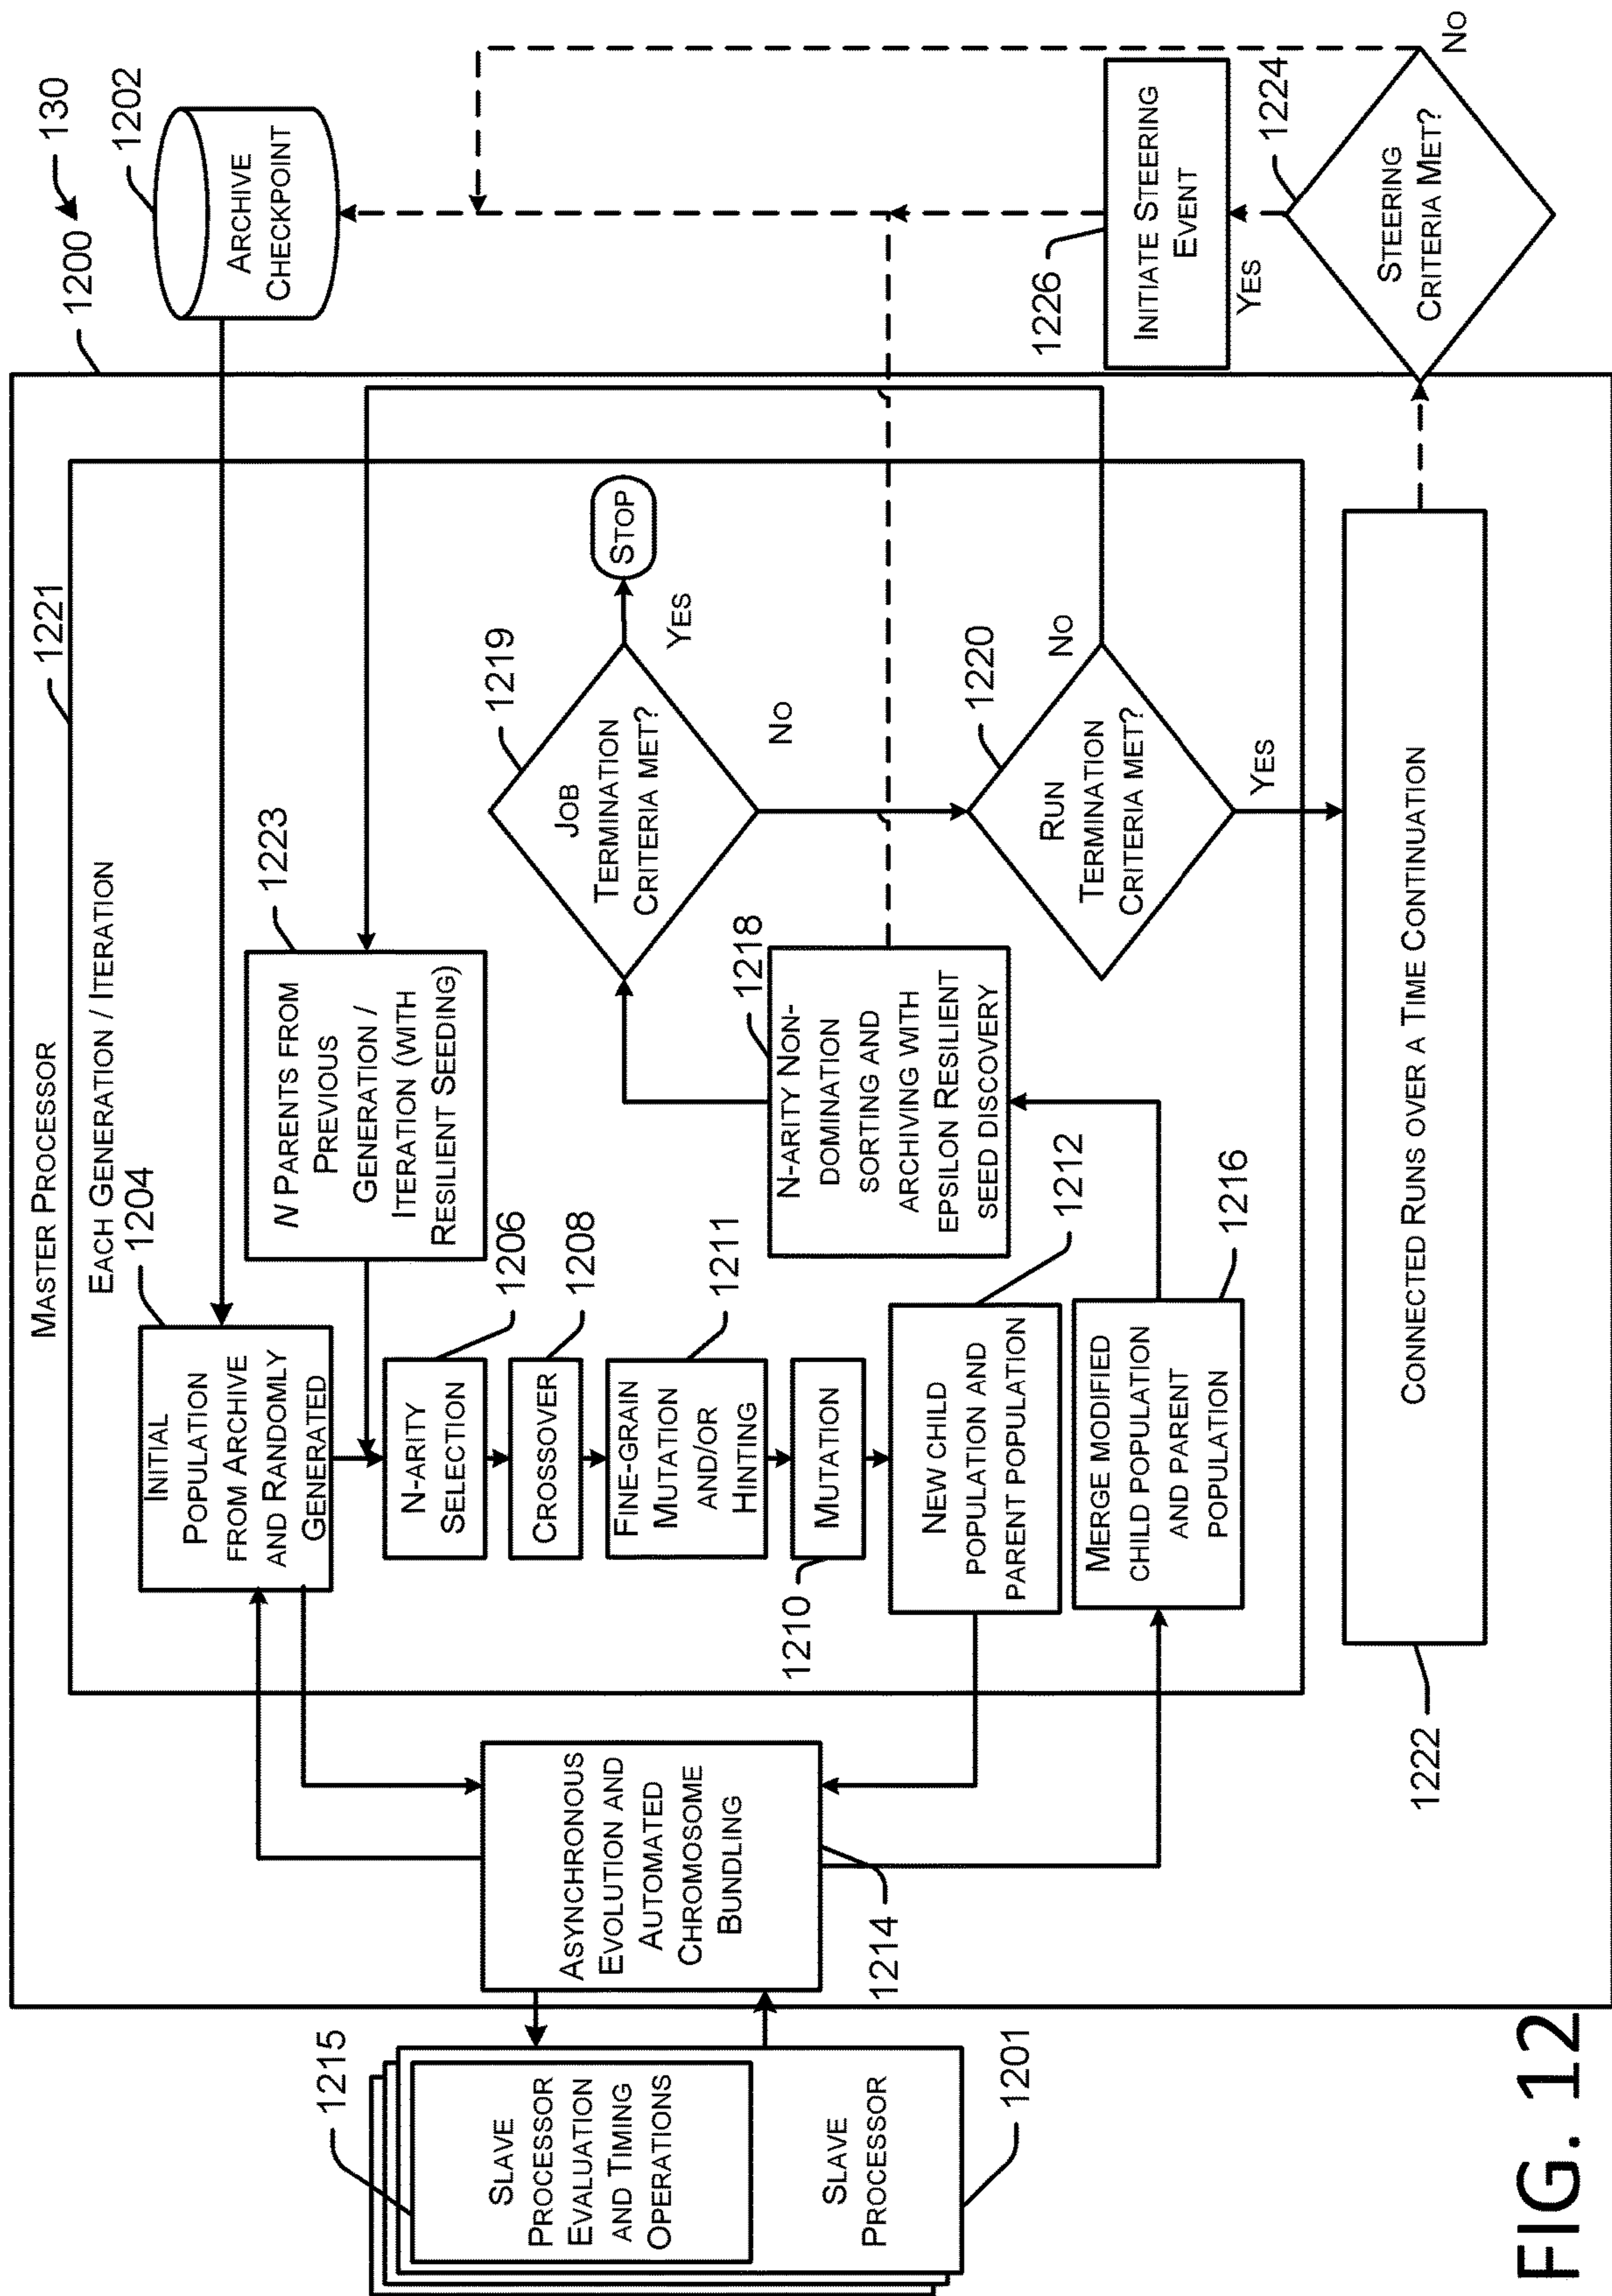 1200
130
MASTER PROCESSOR
1221
EACH GENERATION / ITERATION
1202
ARCHIVE
CHECKPOINT
1204
INITIAL
POPULATION
FROM ARCHIVE
AND RANDOMLY
GENERATED
1223
N PARENTS FROM
PREVIOUS
GENERATION /
ITERATION (WITH
RESILIENT SEEDING)
1206
N-ARITY
SELECTION
1208
CROSSOVER
1211
FINE-GRAIN
MUTATION
AND/OR
HINTING
1210
MUTATION
1212
NEW CHILD
POPULATION AND
PARENT POPULATION
1215
SLAVE
PROCESSOR
EVALUATION
AND TIMING
OPERATIONS
SLAVE
PROCESSOR
1201
ASYNCHRONOUS
EVOLUTION AND
AUTOMATED
CHROMOSOME
BUNDLING
1214
1216
MERGE MODIFIED
CHILD POPULATION
AND PARENT
POPULATION
1218
N-ARITY NON-
DOMINATION
SORTING AND
ARCHIVING WITH
EPSILON RESILIENT
SEED DISCOVERY
1219
JOB
TERMINATION
CRITERIA MET?
YES
STOP
NO
1220
RUN
TERMINATION
CRITERIA MET?
NO
YES
1222
CONNECTED RUNS OVER A TIME CONTINUATION
1224
STEERING
CRITERIA MET?
YES
NO
1226
INITIATE STEERING
EVENT
FIG. 12